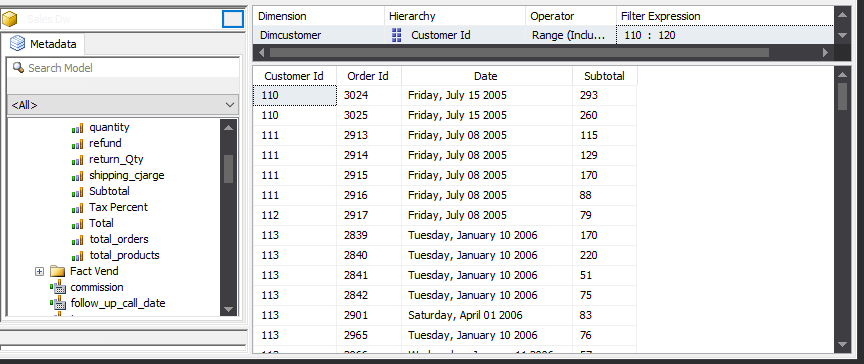 Sales Dw
Metadata
Search Model
<All>
quantity
refund
return_Qty
shipping_cjarge
Subtotal
Tax Percent
Total
total_orders
total_products
Fact Vend
commission
follow_up_call_date
Dimension Hierarchy Operator Filter Expression
Dimcustomer Customer Id Range (Inclu... 110 : 120
Customer Id Order Id Date Subtotal
110 3024 Friday, July 15 2005 293
110 3025 Friday, July 15 2005 260
111 2913 Friday, July 08 2005 115
111 2914 Friday, July 08 2005 129
111 2915 Friday, July 08 2005 170
111 2916 Friday, July 08 2005 88
112 2917 Friday, July 08 2005 79
113 2839 Tuesday, January 10 2006 170
113 2840 Tuesday, January 10 2006 220
113 2841 Tuesday, January 10 2006 51
113 2842 Tuesday, January 10 2006 75
113 2901 Saturday, April 01 2006 83
113 2965 Tuesday, January 10 2006 76